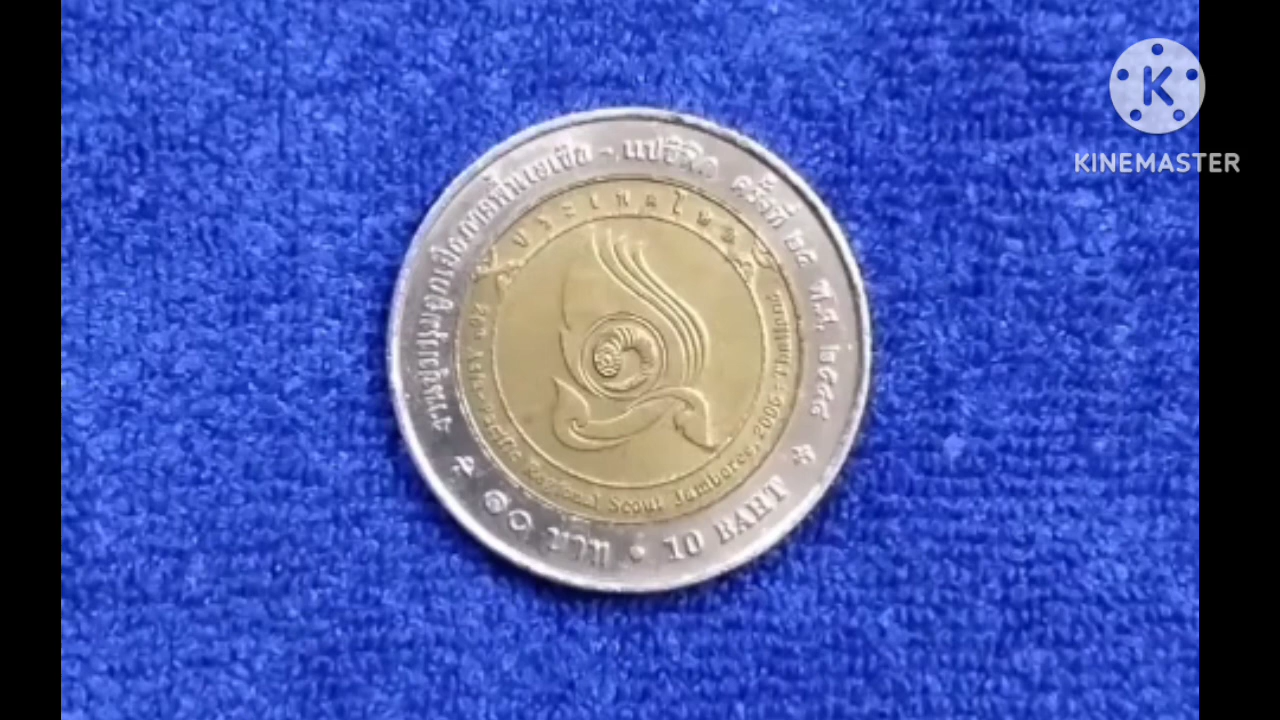 KINEMASTER
งานชุมนุมลูกเสือภาคพื้นเอเชีย - แปซิฟิค ครั้งที่ ๒๕ พ.ศ. ๒๕๔๘
ประเทศไทย
Pacific Regional Scout Jamboree, 2006 - Thailand
๑๐ บาท • 10 BAHT